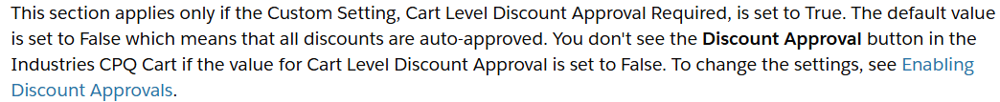 This section applies only if the Custom Setting, Cart Level Discount Approval Required, is set to True. The default value
is set to False which means that all discounts are auto-approved. You don't see the Discount Approval button in the
Industries CPQ Cart if the value for Cart Level Discount Approval is set to False. To change the settings, see Enabling
Discount Approvals.